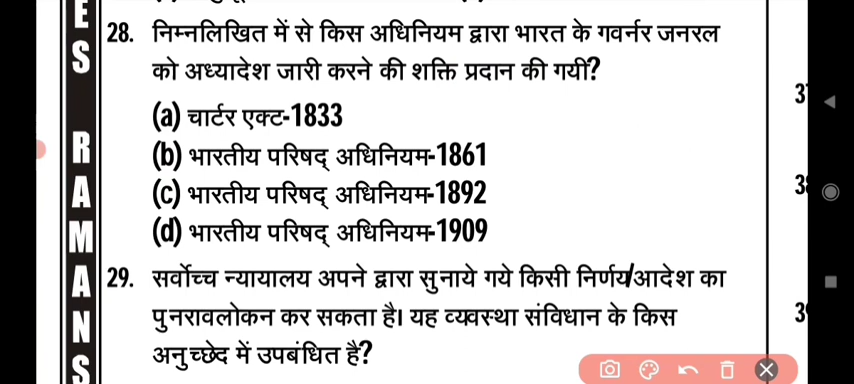 28. निम्नलिखित में से किस अधिनियम द्वारा भारत के गवर्नर जनरल
को अध्यादेश जारी करने की शक्ति प्रदान की गयीं?
(a) चार्टर एक्ट-1833
(b) भारतीय परिषद् अधिनियम-1861
(c) भारतीय परिषद् अधिनियम-1892
(d) भारतीय परिषद् अधिनियम-1909
29. सर्वोच्च न्यायालय अपने द्वारा सुनाये गये किसी निर्णय/आदेश का
पुनरावलोकन कर सकता है। यह व्यवस्था संविधान के किस
अनुच्छेद में उपबंधित है?
E
S
R
A
M
A
N
S